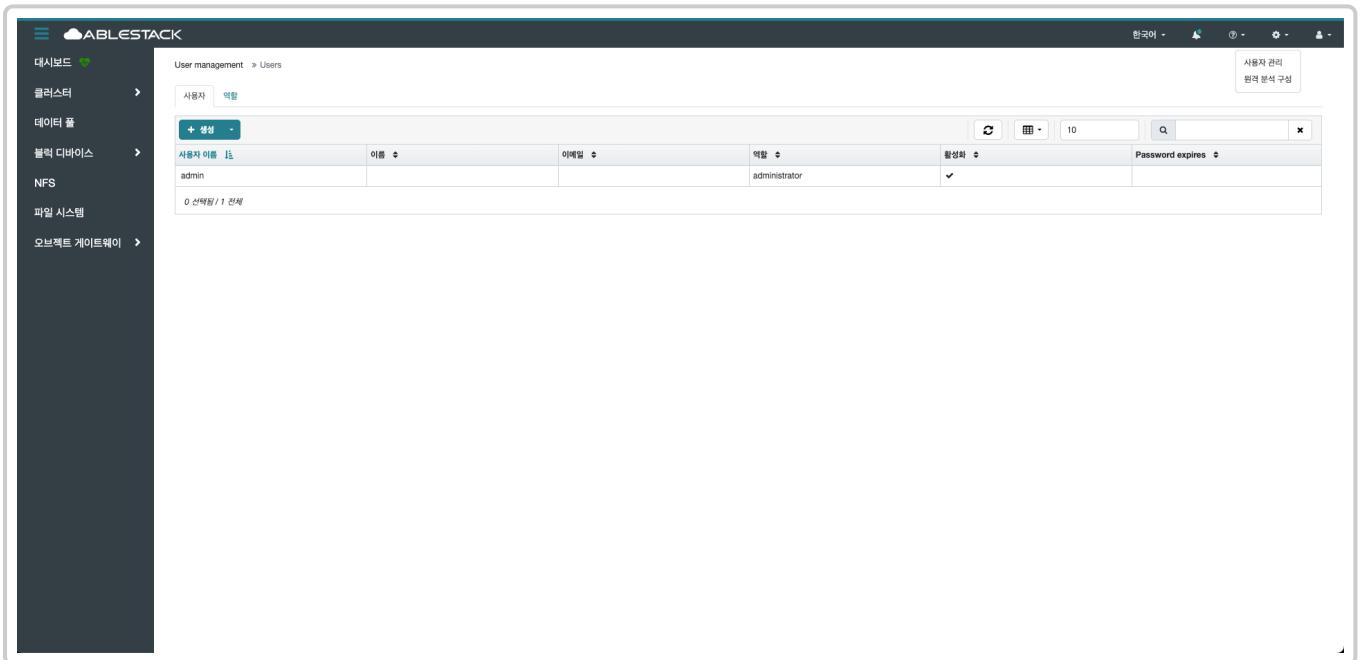 ABLESTACK
한국어
대시보드
클러스터
데이터 풀
블럭 디바이스
NFS
파일 시스템
오브젝트 게이트웨이
사용자 관리
원격 분석 구성
User management » Users
사용자 역할
+ 생성
10
사용자 이름 이름 이메일 역할 활성화 Password expires
admin administrator
0 선택됨 / 1 전체